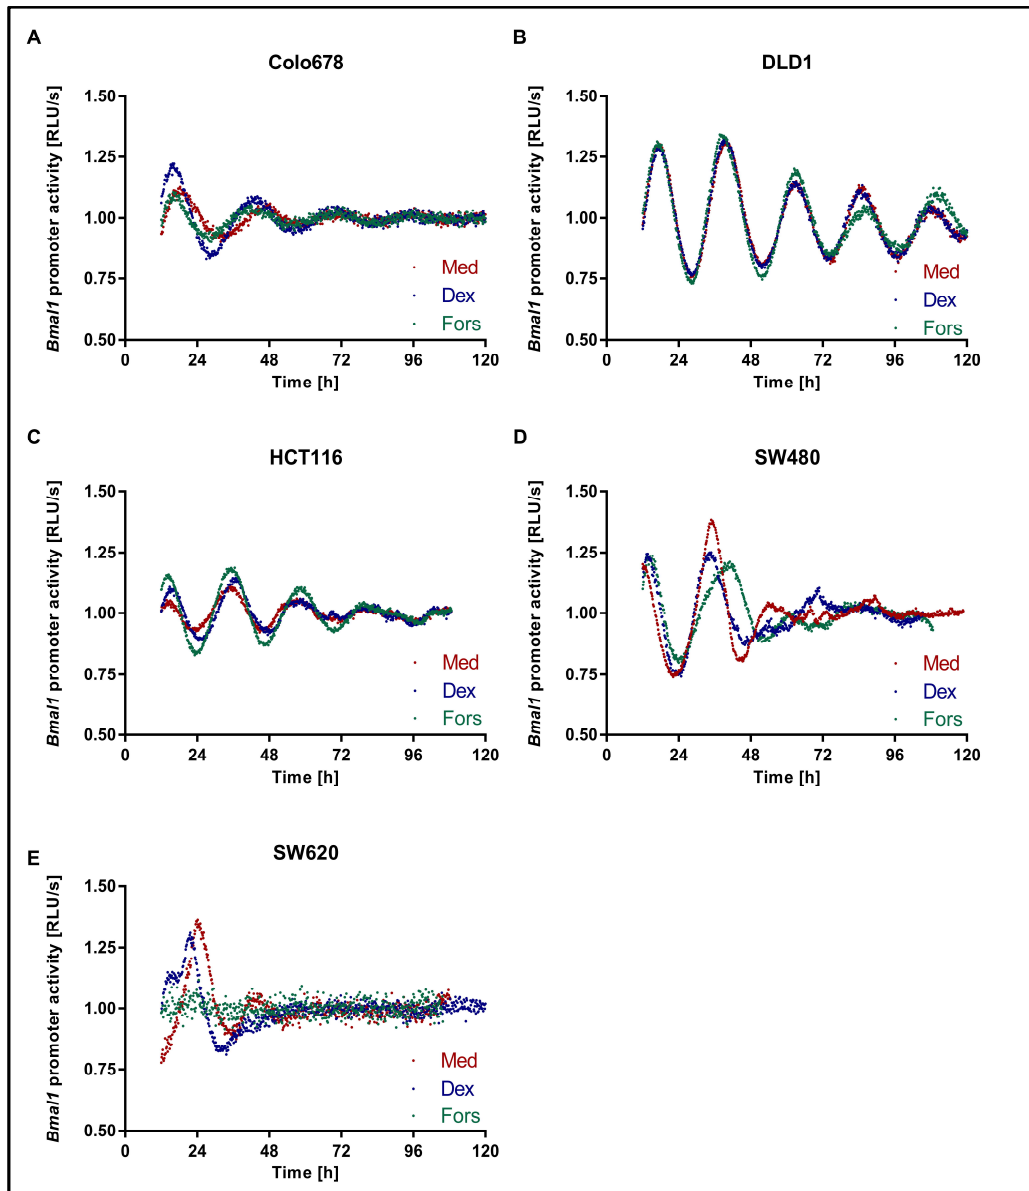 A
Colo678
Bmal1 promoter activity [RLU/s]
1.50
1.25
1.00
0.75
0.50
Med
Dex
Fors
0 24 48 72 96 120
Time [h]
B
DLD1
Bmal1 promoter activity [RLU/s]
1.50
1.25
1.00
0.75
0.50
Med
Dex
Fors
0 24 48 72 96 120
Time [h]
C
HCT116
Bmal1 promoter activity [RLU/s]
1.50
1.25
1.00
0.75
0.50
Med
Dex
Fors
0 24 48 72 96 120
Time [h]
D
SW480
Bmal1 promoter activity [RLU/s]
1.50
1.25
1.00
0.75
0.50
Med
Dex
Fors
0 24 48 72 96 120
Time [h]
E
SW620
Bmal1 promoter activity [RLU/s]
1.50
1.25
1.00
0.75
0.50
Med
Dex
Fors
0 24 48 72 96 120
Time [h]